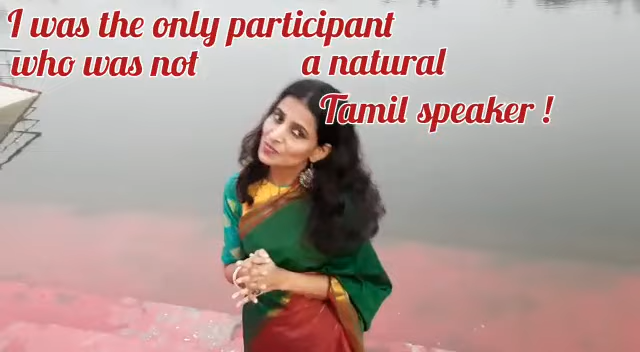 I was the only participant
who was not a natural
Tamil speaker !